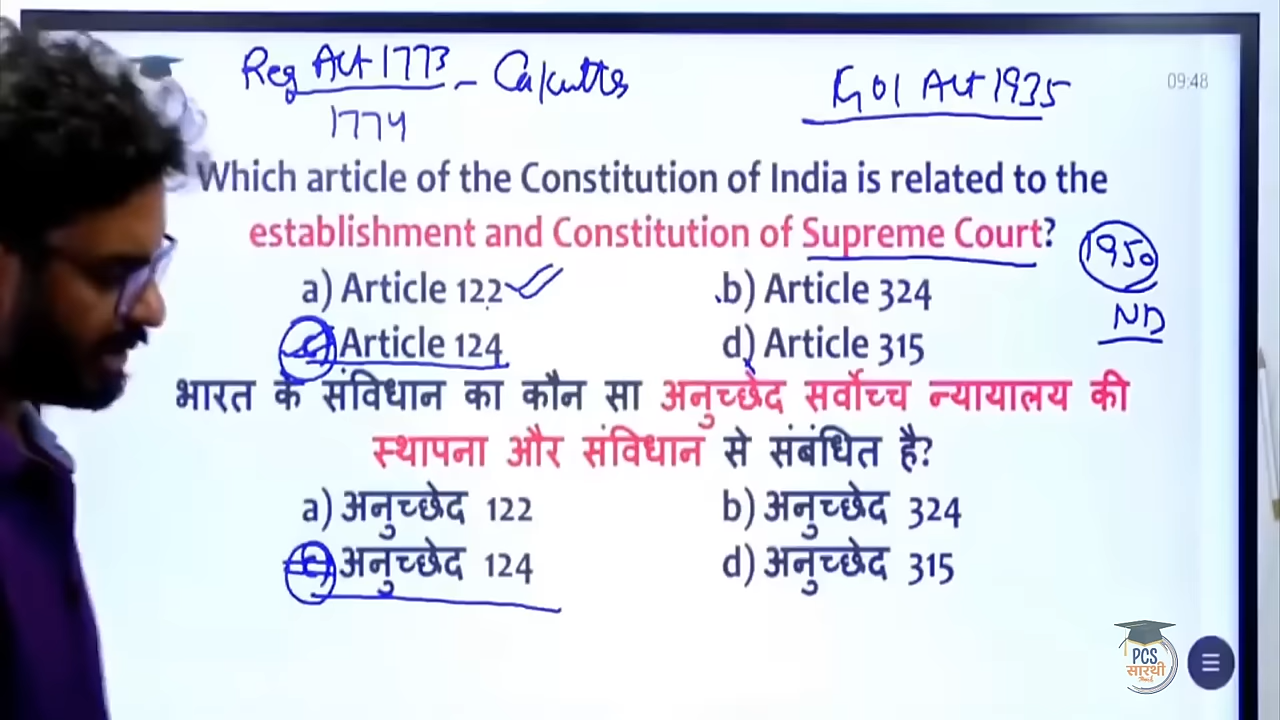 Reg Act 1773 - Calcutta
GOI Act 1935
09:48
1774
Which article of the Constitution of India is related to the
establishment and Constitution of Supreme Court?
1950
a) Article 122
b) Article 324
ND
c) Article 124
d) Article 315
भारत के संविधान का कौन सा अनुच्छेद सर्वोच्च न्यायालय की
स्थापना और संविधान से संबंधित है?
a) अनुच्छेद 122
b) अनुच्छेद 324
c) अनुच्छेद 124
d) अनुच्छेद 315
PCS
सारथी